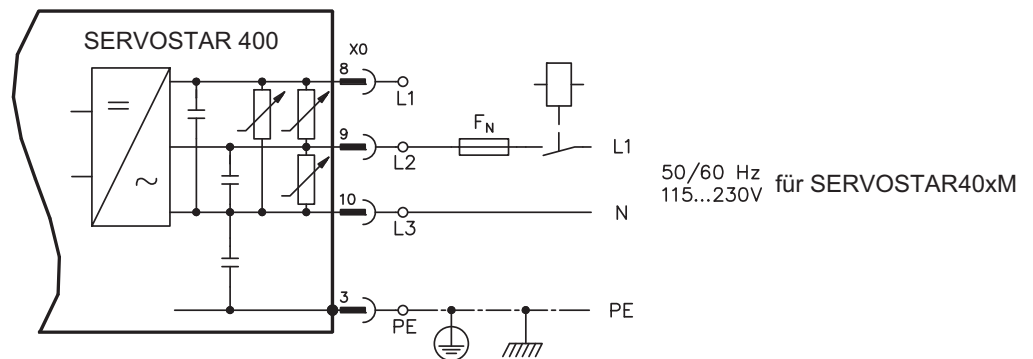 SERVOSTAR 400
X0
8
L1
9
L2
F_N
L1
10
L3
N
3
PE
PE
50/60 Hz
115...230V
für SERVOSTAR40xM